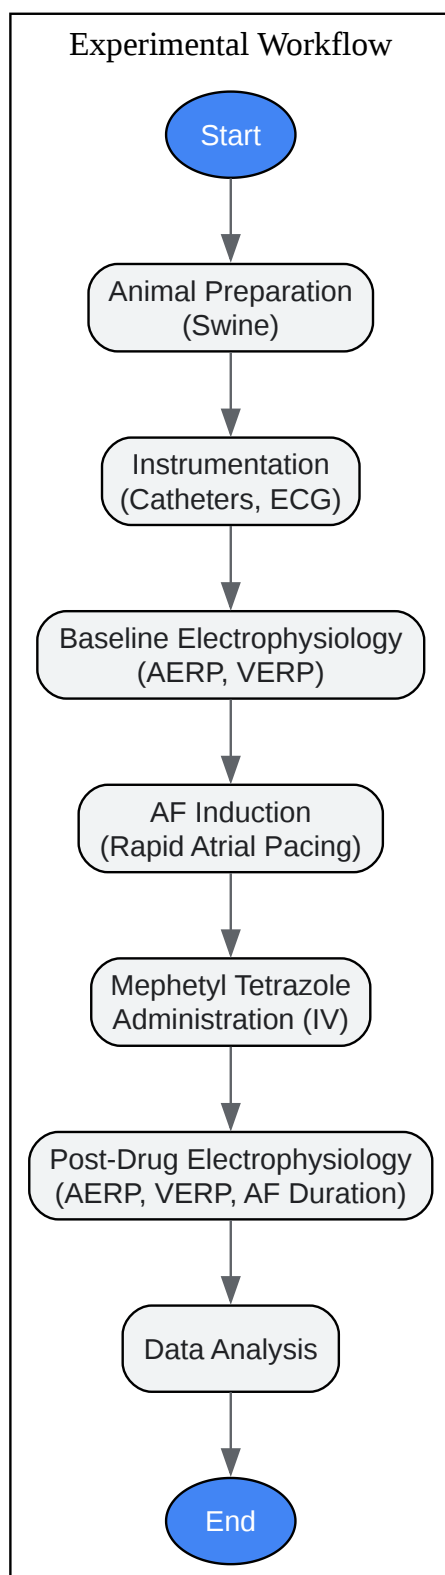 Experimental Workflow
Start
Animal Preparation
(Swine)
Instrumentation
(Catheters, ECG)
Baseline Electrophysiology
(AERP, VERP)
AF Induction
(Rapid Atrial Pacing)
Mephetyl Tetrazole
Administration (IV)
Post-Drug Electrophysiology
(AERP, VERP, AF Duration)
Data Analysis
End